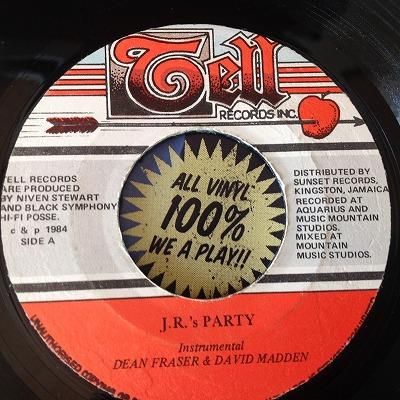 Tell
RECORDS INC.
TELL RECORDS
ARE PRODUCED
BY NIVEN STEWART
AND BLACK SYMPHONY
HI-FI POSSE.
c & p 1984
SIDE A
DISTRIBUTED BY
SUNSET RECORDS,
KINGSTON, JAMAICA
RECORDED AT
AQUARIUS AND
MUSIC MOUNTAIN
STUDIOS.
MIXED AT
MOUNTAIN
MUSIC STUDIOS.
ALL VINYL
100%
WE A PLAY!!
J.R.'s PARTY
Instrumental
DEAN FRASER & DAVID MADDEN
UNAUTHORISED COPYING